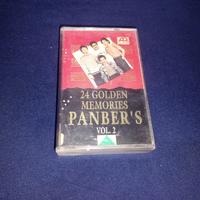 24 GOLDEN
MEMORIES
PANBER'S
VOL. 2